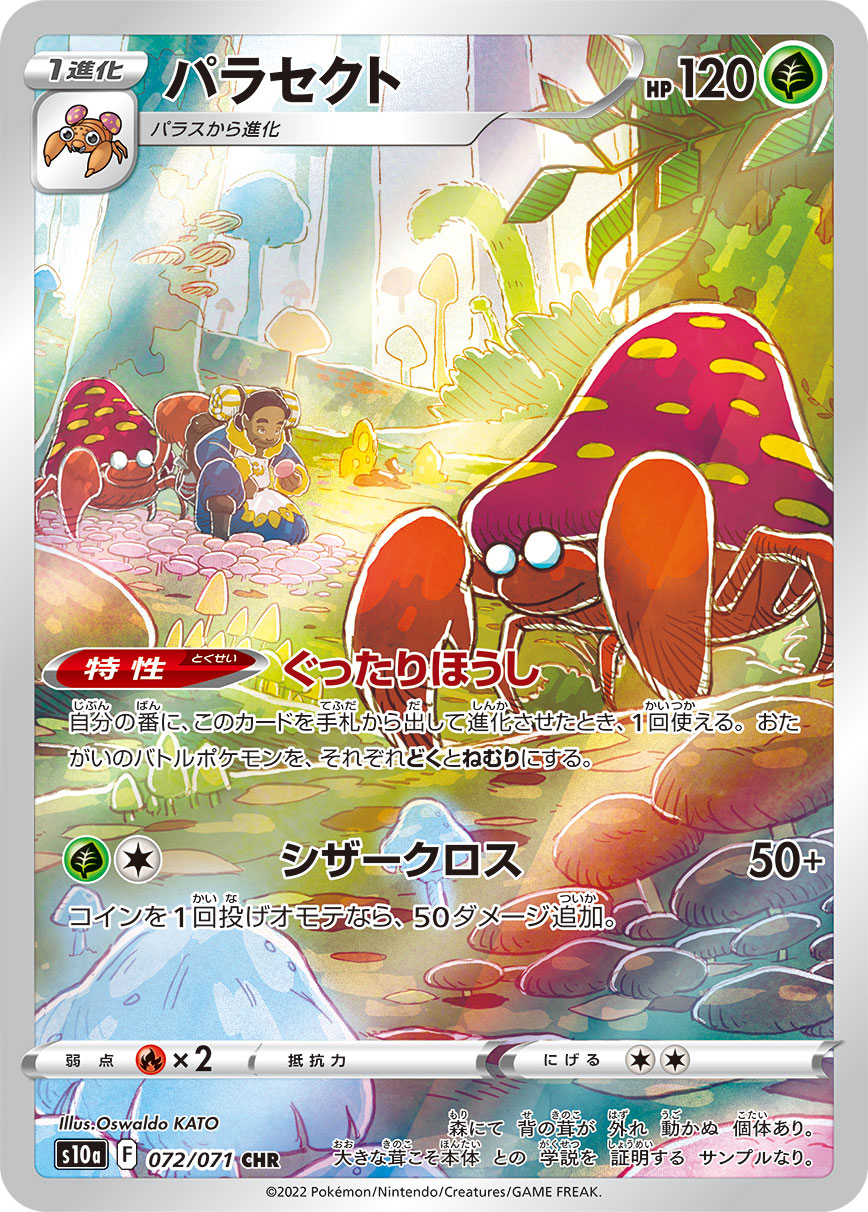 1進化
パラセクト
HP 120
パラスから進化
特性 とくせい
ぐったりほうし
自分の番に、このカードを手札から出して進化させたとき、1回使える。おた
がいのバトルポケモンを、それぞれどくとねむりにする。
シザークロス 50+
コインを1回投げオモテなら、50ダメージ追加。
弱点 ×2 抵抗力 にげる
Illus.Oswaldo KATO
森にて 背の茸が 外れ 動かぬ 個体あり。
大きな茸こそ本体 との 学説を 証明する サンプルなり。
s10a F 072/071 CHR
©2022 Pokémon/Nintendo/Creatures/GAME FREAK.